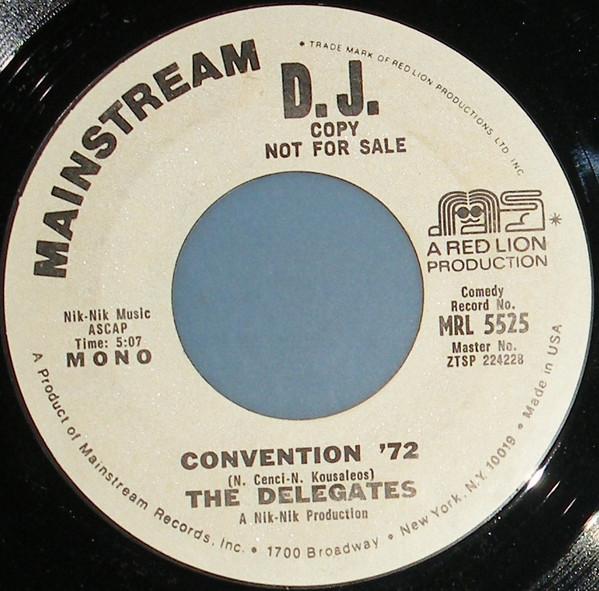 MAINSTREAM
* TRADE MARK OF RED LION PRODUCTIONS, LTD. INC.
D.J.
COPY
NOT FOR SALE
*
A RED LION
PRODUCTION
Nik-Nik Music
ASCAP
Time: 5:07
MONO
Comedy
Record No.
MRL 5525
Master No.
ZTSP 224228
CONVENTION '72
(N. Cenci-N. Kousaleos)
THE DELEGATES
A Nik-Nik Production
A Product of Mainstream Records, Inc. • 1700 Broadway • New York, N.Y. 10019 • Made in USA